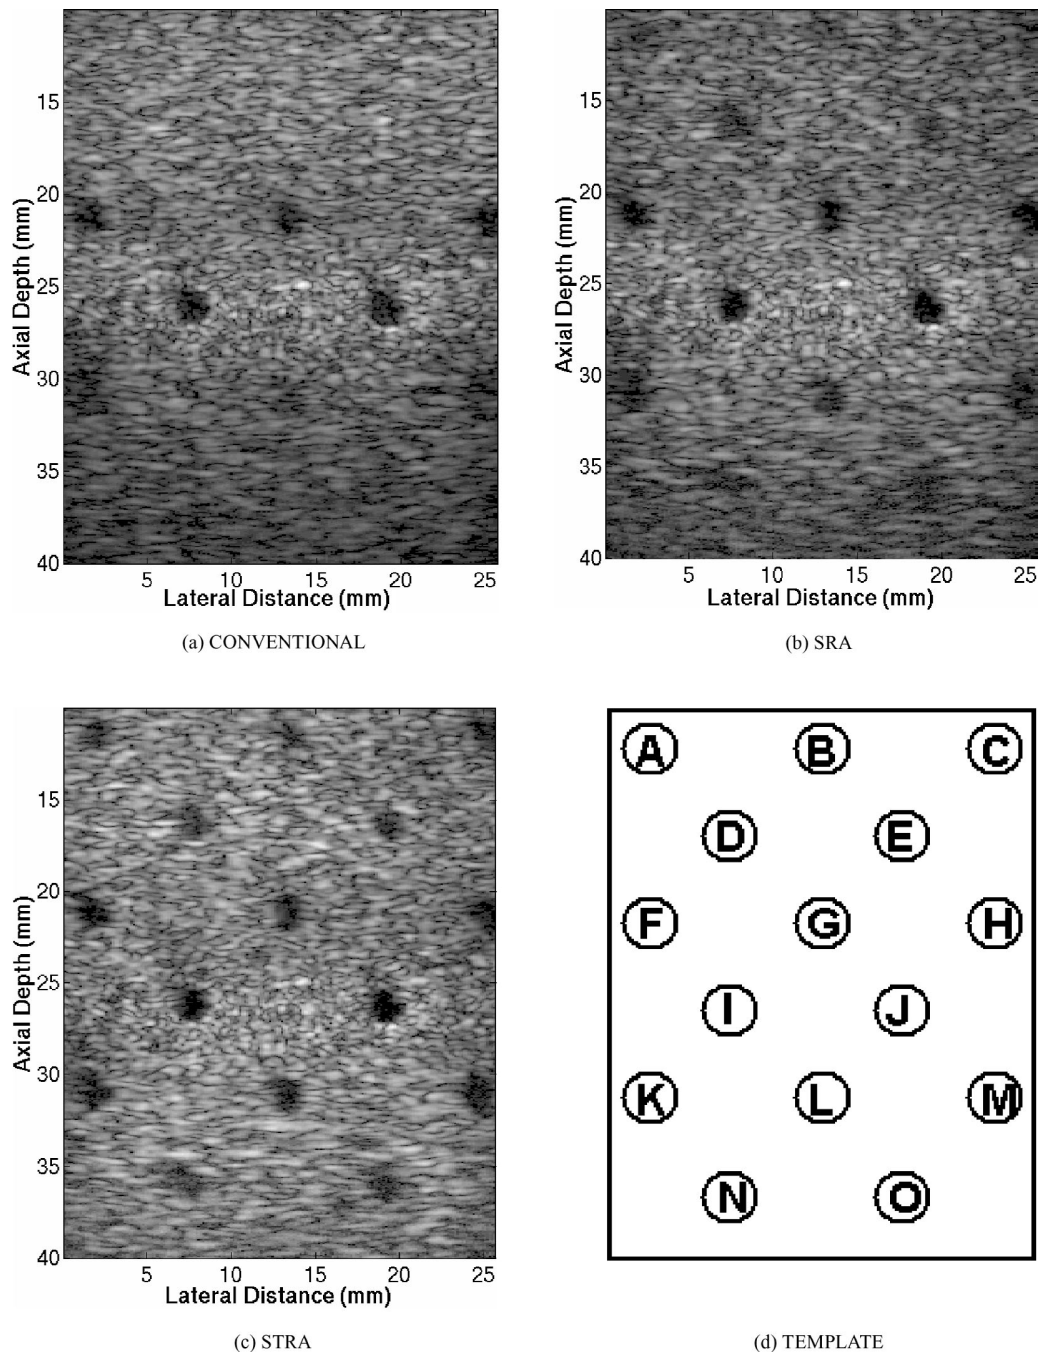 15
20
25
30
35
40
Axial Depth (mm)
5 10 15 20 25
Lateral Distance (mm)
(a) CONVENTIONAL
15
20
25
30
35
40
Axial Depth (mm)
5 10 15 20 25
Lateral Distance (mm)
(b) SRA
15
20
25
30
35
40
Axial Depth (mm)
5 10 15 20 25
Lateral Distance (mm)
(c) STRA
A B C
D E
F G H
I J
K L M
N O
(d) TEMPLATE